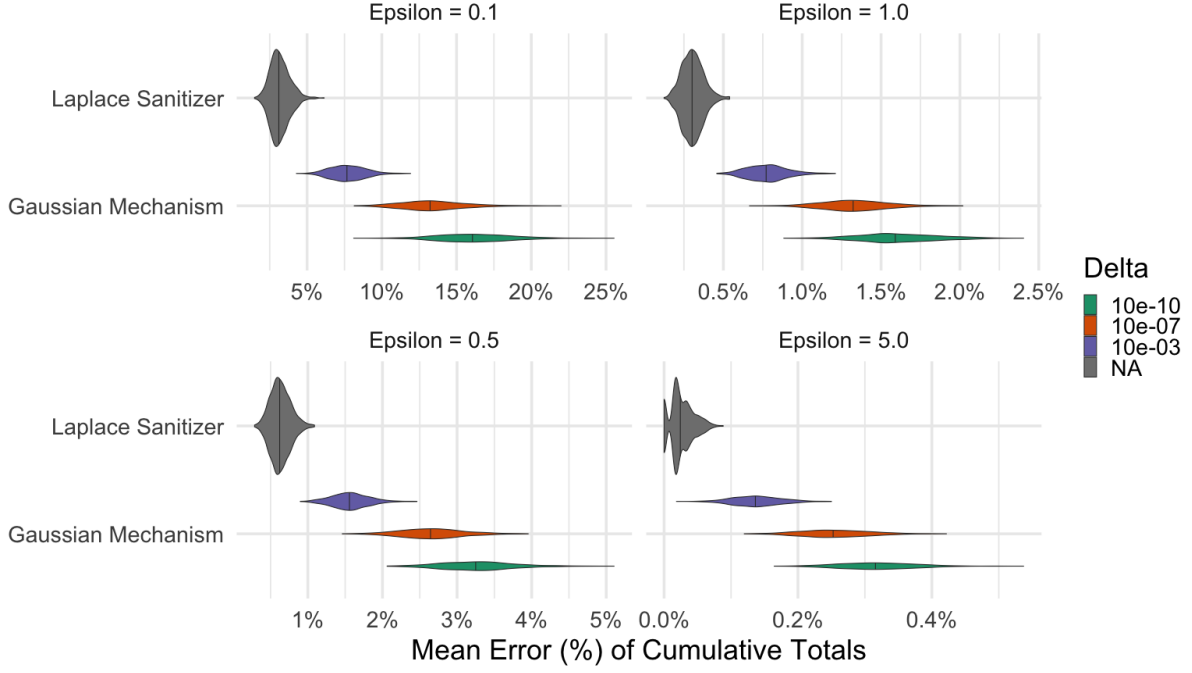 Epsilon = 0.1
Epsilon = 1.0
Laplace Sanitizer
Gaussian Mechanism
5% 10% 15% 20% 25%
0.5% 1.0% 1.5% 2.0% 2.5%
Epsilon = 0.5
Epsilon = 5.0
Laplace Sanitizer
Gaussian Mechanism
1% 2% 3% 4% 5%
0.0% 0.2% 0.4%
Mean Error (%) of Cumulative Totals
Delta
10e-10
10e-07
10e-03
NA